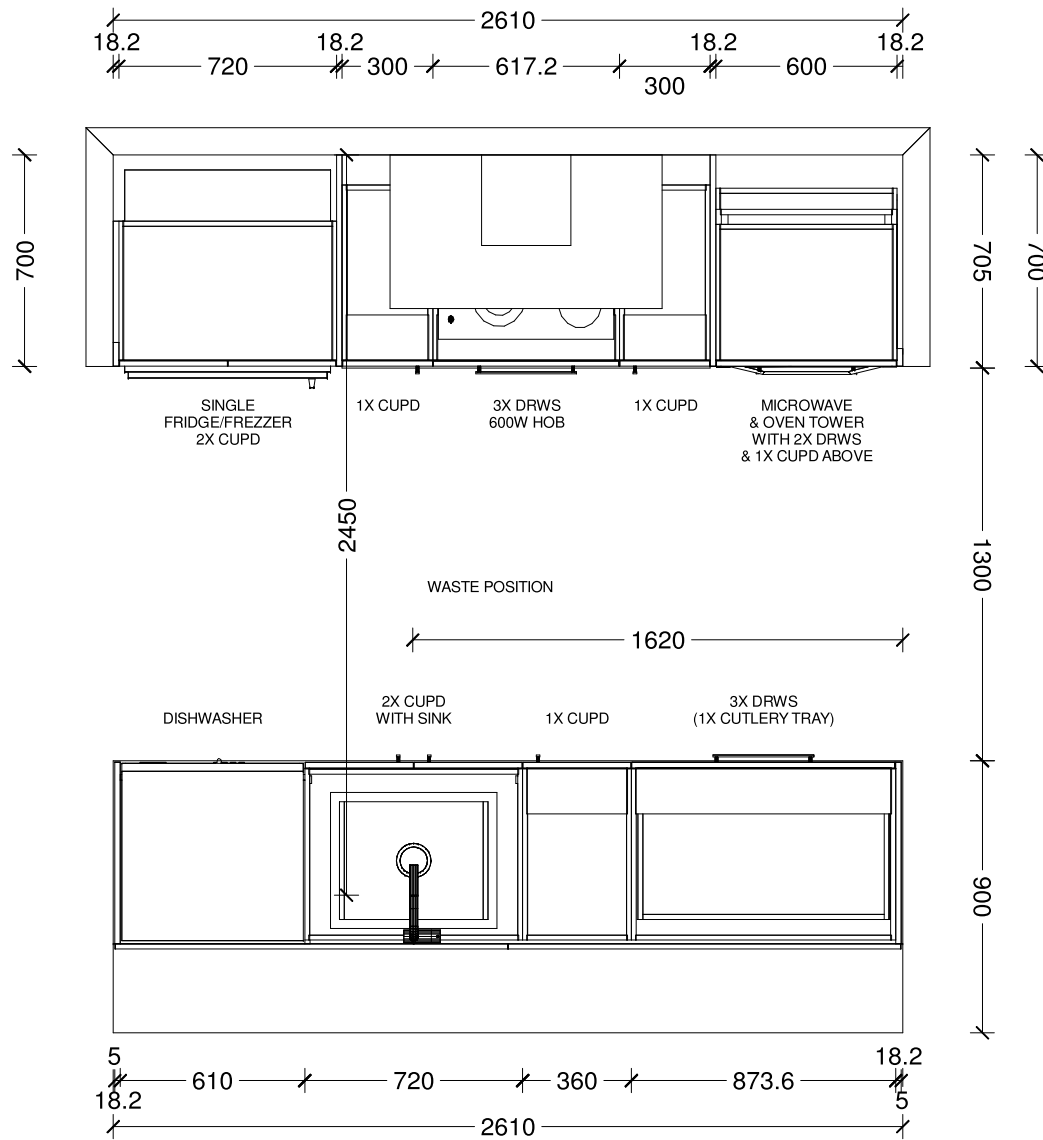 2610
18.2
18.2
18.2
18.2
720
300
617.2
300
600
700
705
700
SINGLE
FRIDGE/FREZZER
2X CUPD
1X CUPD
3X DRWS
600W HOB
1X CUPD
MICROWAVE
& OVEN TOWER
WITH 2X DRWS
& 1X CUPD ABOVE
2450
1300
WASTE POSITION
1620
DISHWASHER
2X CUPD
WITH SINK
1X CUPD
3X DRWS
(1X CUTLERY TRAY)
900
5
18.2
610
720
360
873.6
18.2
5
2610